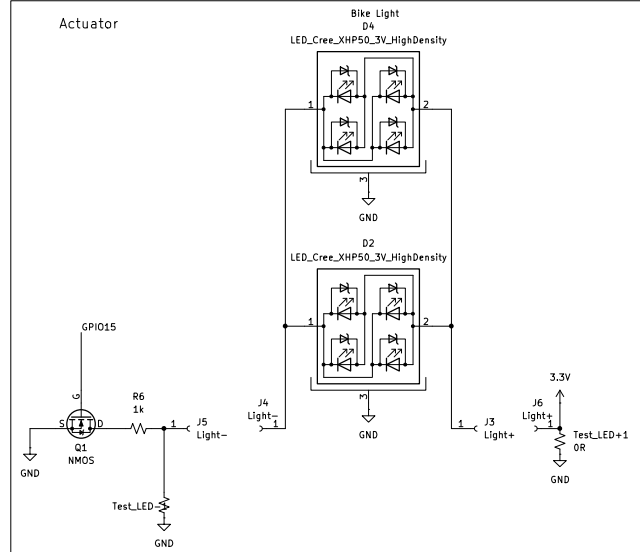 Actuator
Bike Light
D4
LED_Cree_XHP50_3V_HighDensity
1
2
3
GND
D2
LED_Cree_XHP50_3V_HighDensity
1
2
3
GND
GPIO15
G
S
D
Q1
NMOS
GND
R6
1k
1
J5
Light-
Test_LED-1
GND
J4
Light-
1
1
J3
Light+
3.3V
J6
Light+
1
Test_LED+1
0R
GND